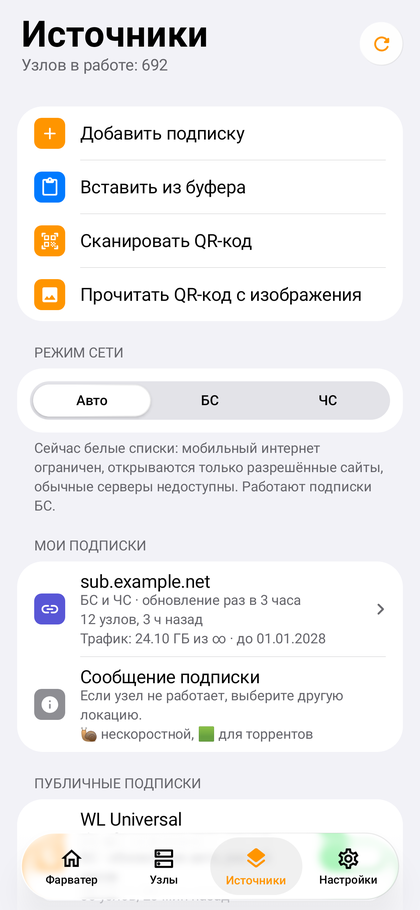 Источники
Узлов в работе: 692
Добавить подписку
Вставить из буфера
Сканировать QR-код
Прочитать QR-код с изображения
РЕЖИМ СЕТИ
Авто
БС
ЧС
Сейчас белые списки: мобильный интернет
ограничен, открываются только разрешённые сайты,
обычные серверы недоступны. Работают подписки
БС.
МОИ ПОДПИСКИ
sub.example.net
БС и ЧС · обновление раз в 3 часа
12 узлов, 3 ч назад
Трафик: 24.10 ГБ из ∞ · до 01.01.2028
Сообщение подписки
Если узел не работает, выберите другую
локацию.
🐌 нескоростной, 🟩 для торрентов
ПУБЛИЧНЫЕ ПОДПИСКИ
WL Universal
Фарватер
Узлы
Источники
Настройки